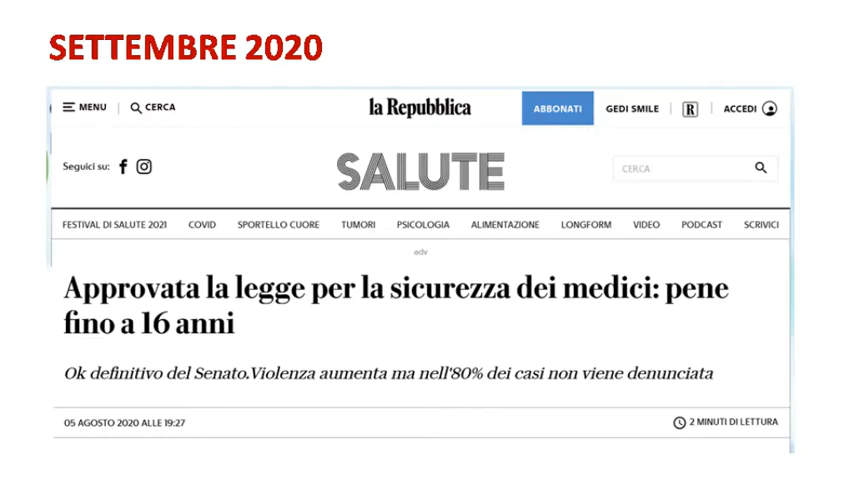 SETTEMBRE 2020
MENU CERCA la Repubblica ABBONATI GEDI SMILE R ACCEDI
Seguici su: SALUTE CERCA
FESTIVAL DI SALUTE 2021 COVID SPORTELLO CUORE TUMORI PSICOLOGIA ALIMENTAZIONE LONGFORM VIDEO PODCAST SCRIVICI
adv
Approvata la legge per la sicurezza dei medici: pene
fino a 16 anni
Ok definitivo del Senato.Violenza aumenta ma nell'80% dei casi non viene denunciata
05 AGOSTO 2020 ALLE 19:27 2 MINUTI DI LETTURA